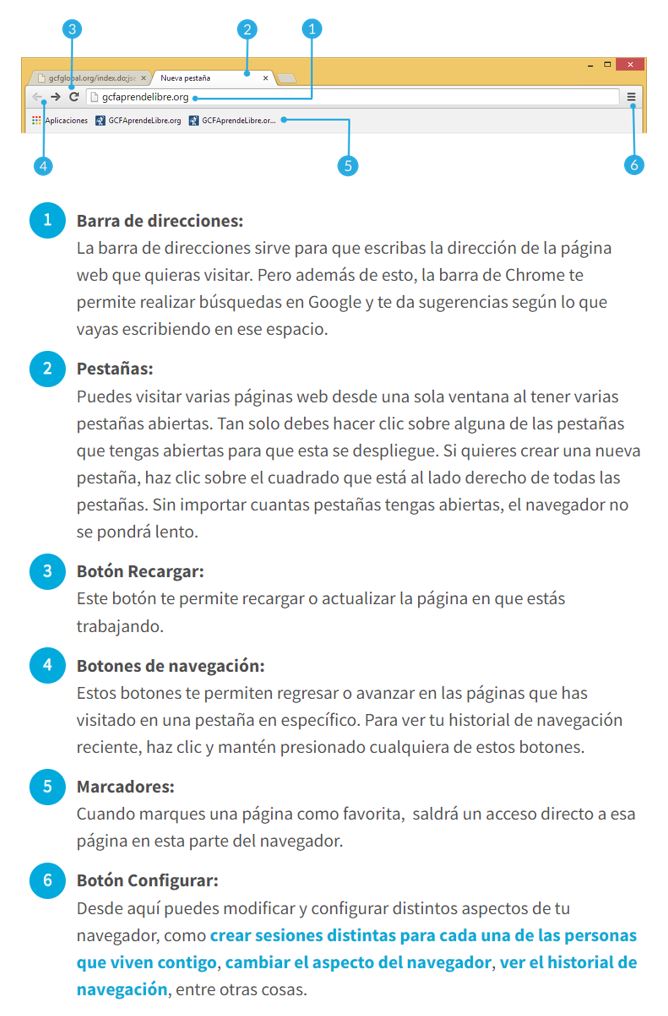 3
2
1
gcfglobal.org/index.do;jse
Nueva pestaña
gcfaprendelibre.org
Aplicaciones
GCFAprendeLibre.org
GCFAprendeLibre.or...
4
5
6
1
Barra de direcciones:
La barra de direcciones sirve para que escribas la dirección de la página
web que quieras visitar. Pero además de esto, la barra de Chrome te
permite realizar búsquedas en Google y te da sugerencias según lo que
vayas escribiendo en ese espacio.
2
Pestañas:
Puedes visitar varias páginas web desde una sola ventana al tener varias
pestañas abiertas. Tan solo debes hacer clic sobre alguna de las pestañas
que tengas abiertas para que esta se despliegue. Si quieres crear una nueva
pestaña, haz clic sobre el cuadrado que está al lado derecho de todas las
pestañas. Sin importar cuantas pestañas tengas abiertas, el navegador no
se pondrá lento.
3
Botón Recargar:
Este botón te permite recargar o actualizar la página en que estás
trabajando.
4
Botones de navegación:
Estos botones te permiten regresar o avanzar en las páginas que has
visitado en una pestaña en específico. Para ver tu historial de navegación
reciente, haz clic y mantén presionado cualquiera de estos botones.
5
Marcadores:
Cuando marques una página como favorita, saldrá un acceso directo a esa
página en esta parte del navegador.
6
Botón Configurar:
Desde aquí puedes modificar y configurar distintos aspectos de tu
navegador, como crear sesiones distintas para cada una de las personas
que viven contigo, cambiar el aspecto del navegador, ver el historial de
navegación, entre otras cosas.